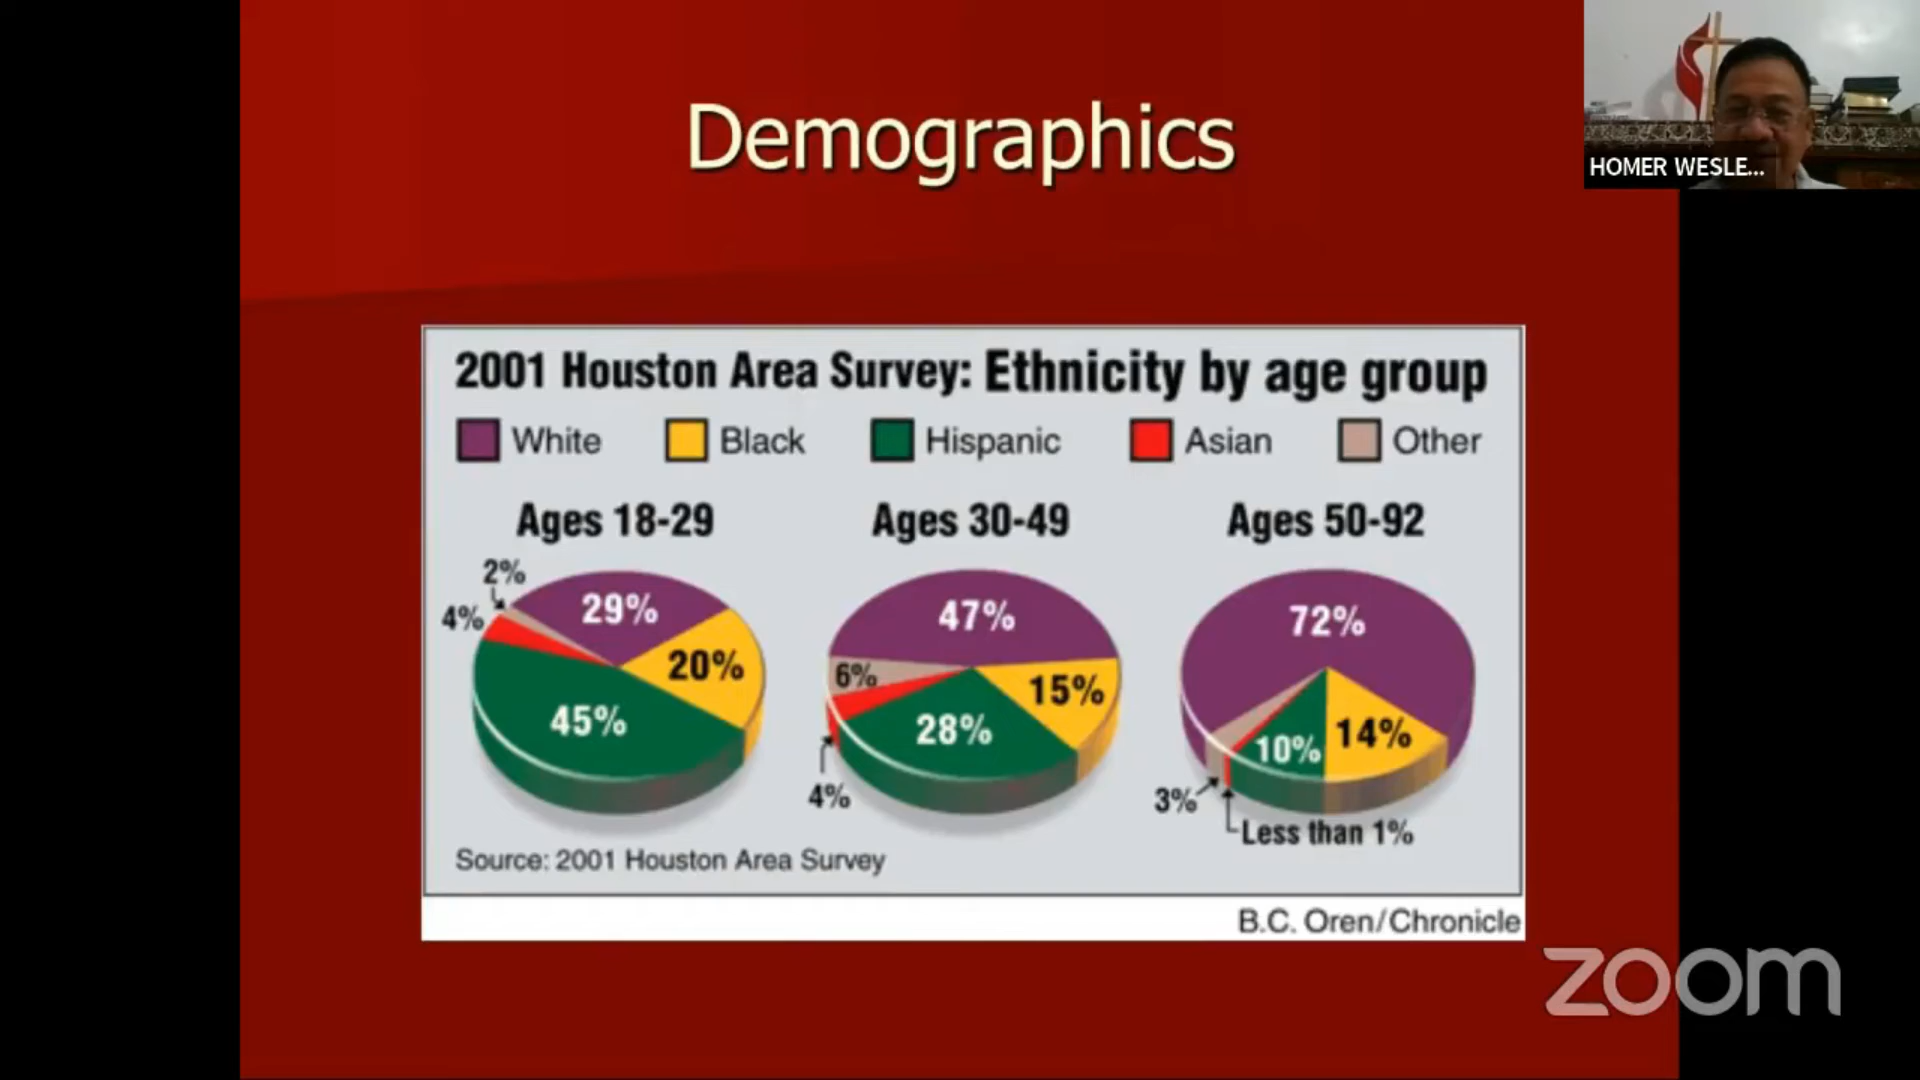 Demographics
HOMER WESLE...
2001 Houston Area Survey: Ethnicity by age group
White Black Hispanic Asian Other
Ages 18-29 Ages 30-49 Ages 50-92
2%
4%
29%
20%
45%
47%
6%
15%
28%
4%
72%
10%
14%
3%
Less than 1%
Source: 2001 Houston Area Survey
B.C. Oren/Chronicle
zoom